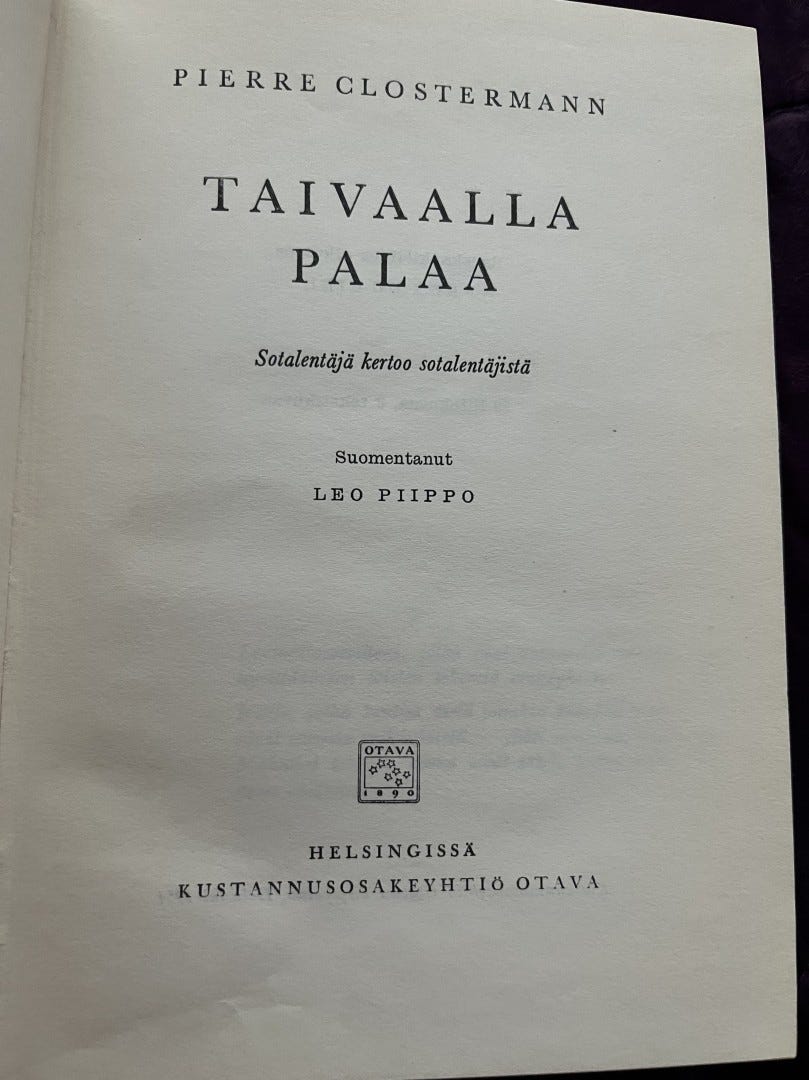 PIERRE CLOSTERMANN
TAIVAALLA
PALAA
Sotalentäjä kertoo sotalentäjistä
Suomentanut
LEO PIIPPO
OTAVA
1890
HELSINGISSÄ
KUSTANNUSOSAKEYHTIÖ OTAVA